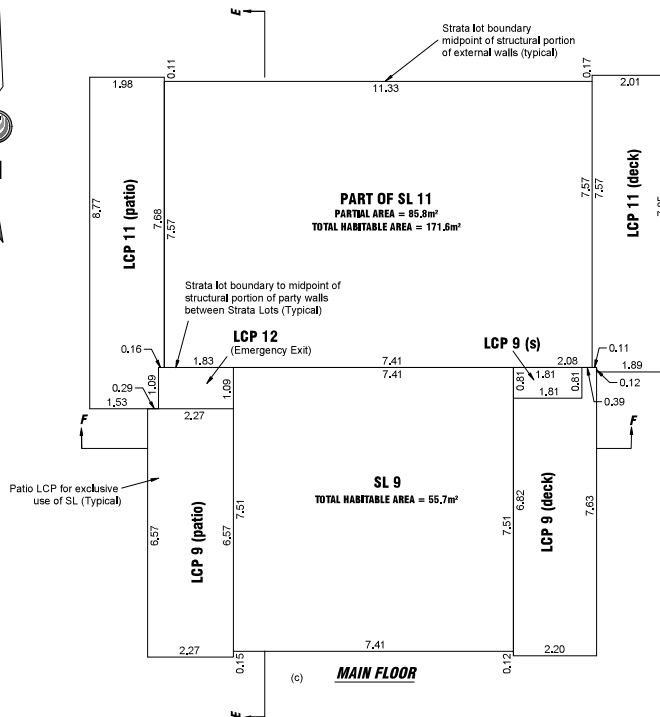 E
Strata lot boundary
midpoint of structural portion
of external walls (typical)
0.11
0.17
1.98
11.33
2.01
LCP 11 (patio)
8.77
7.68
7.57
PART OF SL 11
PARTIAL AREA = 85.8m²
TOTAL HABITABLE AREA = 171.6m²
7.57
7.57
LCP 11 (deck)
Strata lot boundary to midpoint of
structural portion of party walls
between Strata Lots (Typical)
LCP 12
(Emergency Exit)
LCP 9 (s)
0.16
1.83
7.41
2.08
0.11
1.89
0.12
0.39
7.41
1.81
1.09
1.09
0.81
0.81
1.81
0.29
1.53
2.27
F
F
Patio LCP for exclusive
use of SL (Typical)
SL 9
TOTAL HABITABLE AREA = 55.7m²
6.57
LCP 9 (patio)
6.57
7.51
7.51
6.82
LCP 9 (deck)
7.63
2.27
0.15
7.41
0.12
2.20
(c)
MAIN FLOOR
E